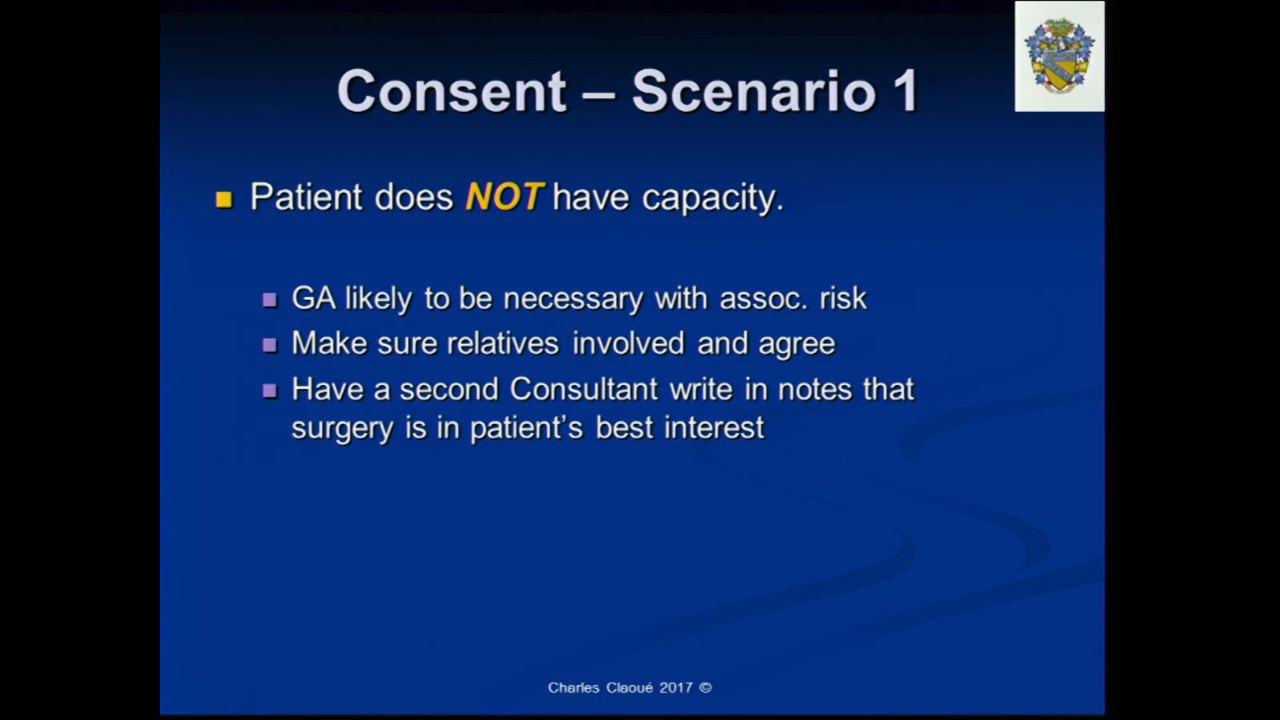 Consent – Scenario 1
Patient does NOT have capacity.
GA likely to be necessary with assoc. risk
Make sure relatives involved and agree
Have a second Consultant write in notes that
surgery is in patient’s best interest
Charles Claoué 2017 ©